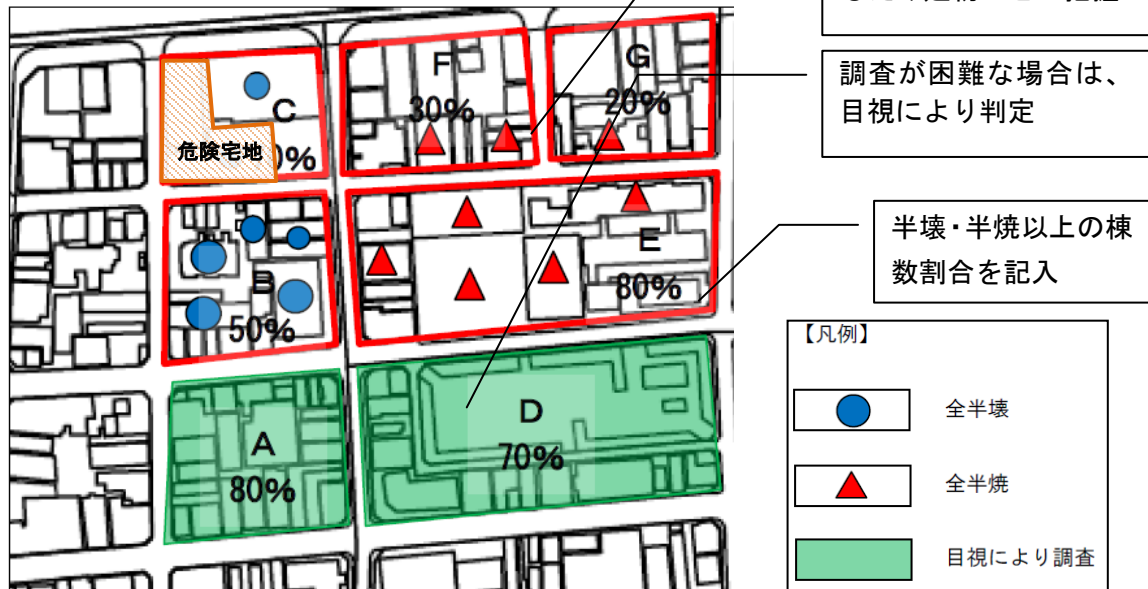 調査が困難な場合は、
目視により判定
F
30%
G
20%
C
危険宅地
0%
半壊・半焼以上の棟
数割合を記入
B
50%
E
80%
A
80%
D
70%
【凡例】
全半壊
全半焼
目視により調査